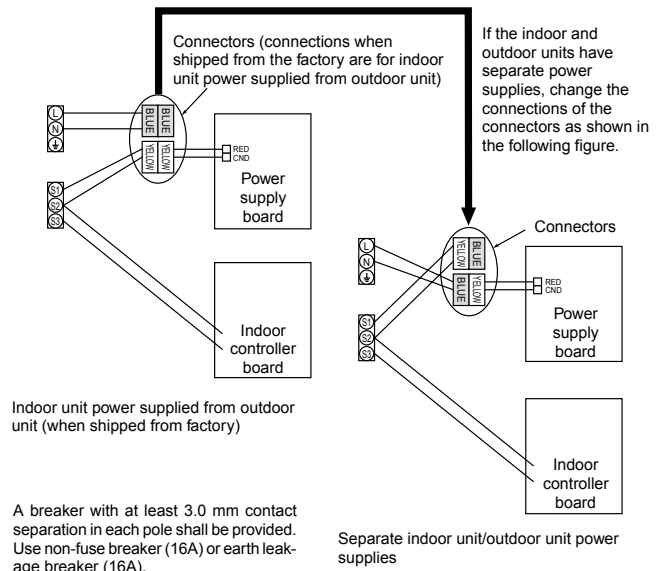 Connectors (connections when
shipped from the factory are for indoor
unit power supplied from outdoor unit)
If the indoor and
outdoor units have
separate power
supplies, change the
connections of the
connectors as shown in
the following figure.
L
N
BLUE
BLUE
YELLOW
YELLOW
RED
CND
Power
supply
board
S1
S2
S3
Indoor
controller
board
Indoor unit power supplied from outdoor
unit (when shipped from factory)
Connectors
L
N
YELLOW
BLUE
BLUE
YELLOW
RED
CND
Power
supply
board
S1
S2
S3
Indoor
controller
board
A breaker with at least 3.0 mm contact
separation in each pole shall be provided.
Use non-fuse breaker (16A) or earth leak-
age breaker (16A).
Separate indoor unit/outdoor unit power
supplies